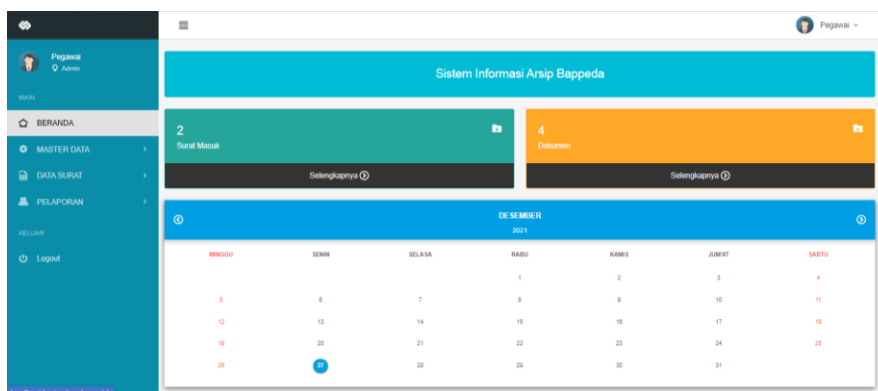 Pegawai
Pegawai
Admin
MAIN
BERANDA
MASTER DATA
DATA SURAT
PELAPORAN
KELUAR
Logout
Sistem Informasi Arsip Bappeda
2
Surat Masuk
Selengkapnya
4
Dokumen
Selengkapnya
DESEMBER
2021
MINGGU SENIN SELASA RABU KAMIS JUM'AT SABTU
1 2 3 4
5 6 7 8 9 10 11
12 13 14 15 16 17 18
19 20 21 22 23 24 25
26 27 28 29 30 31